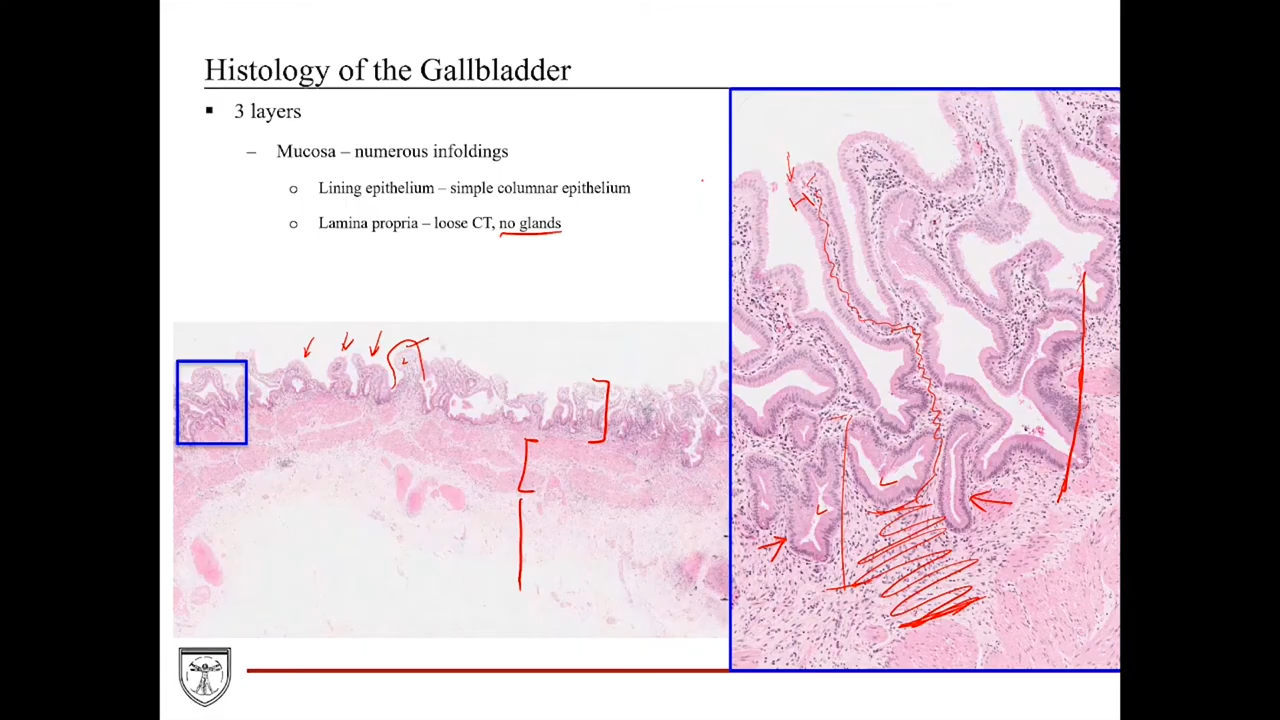 Histology of the Gallbladder
▪ 3 layers
– Mucosa – numerous infoldings
o Lining epithelium – simple columnar epithelium
o Lamina propria – loose CT, no glands